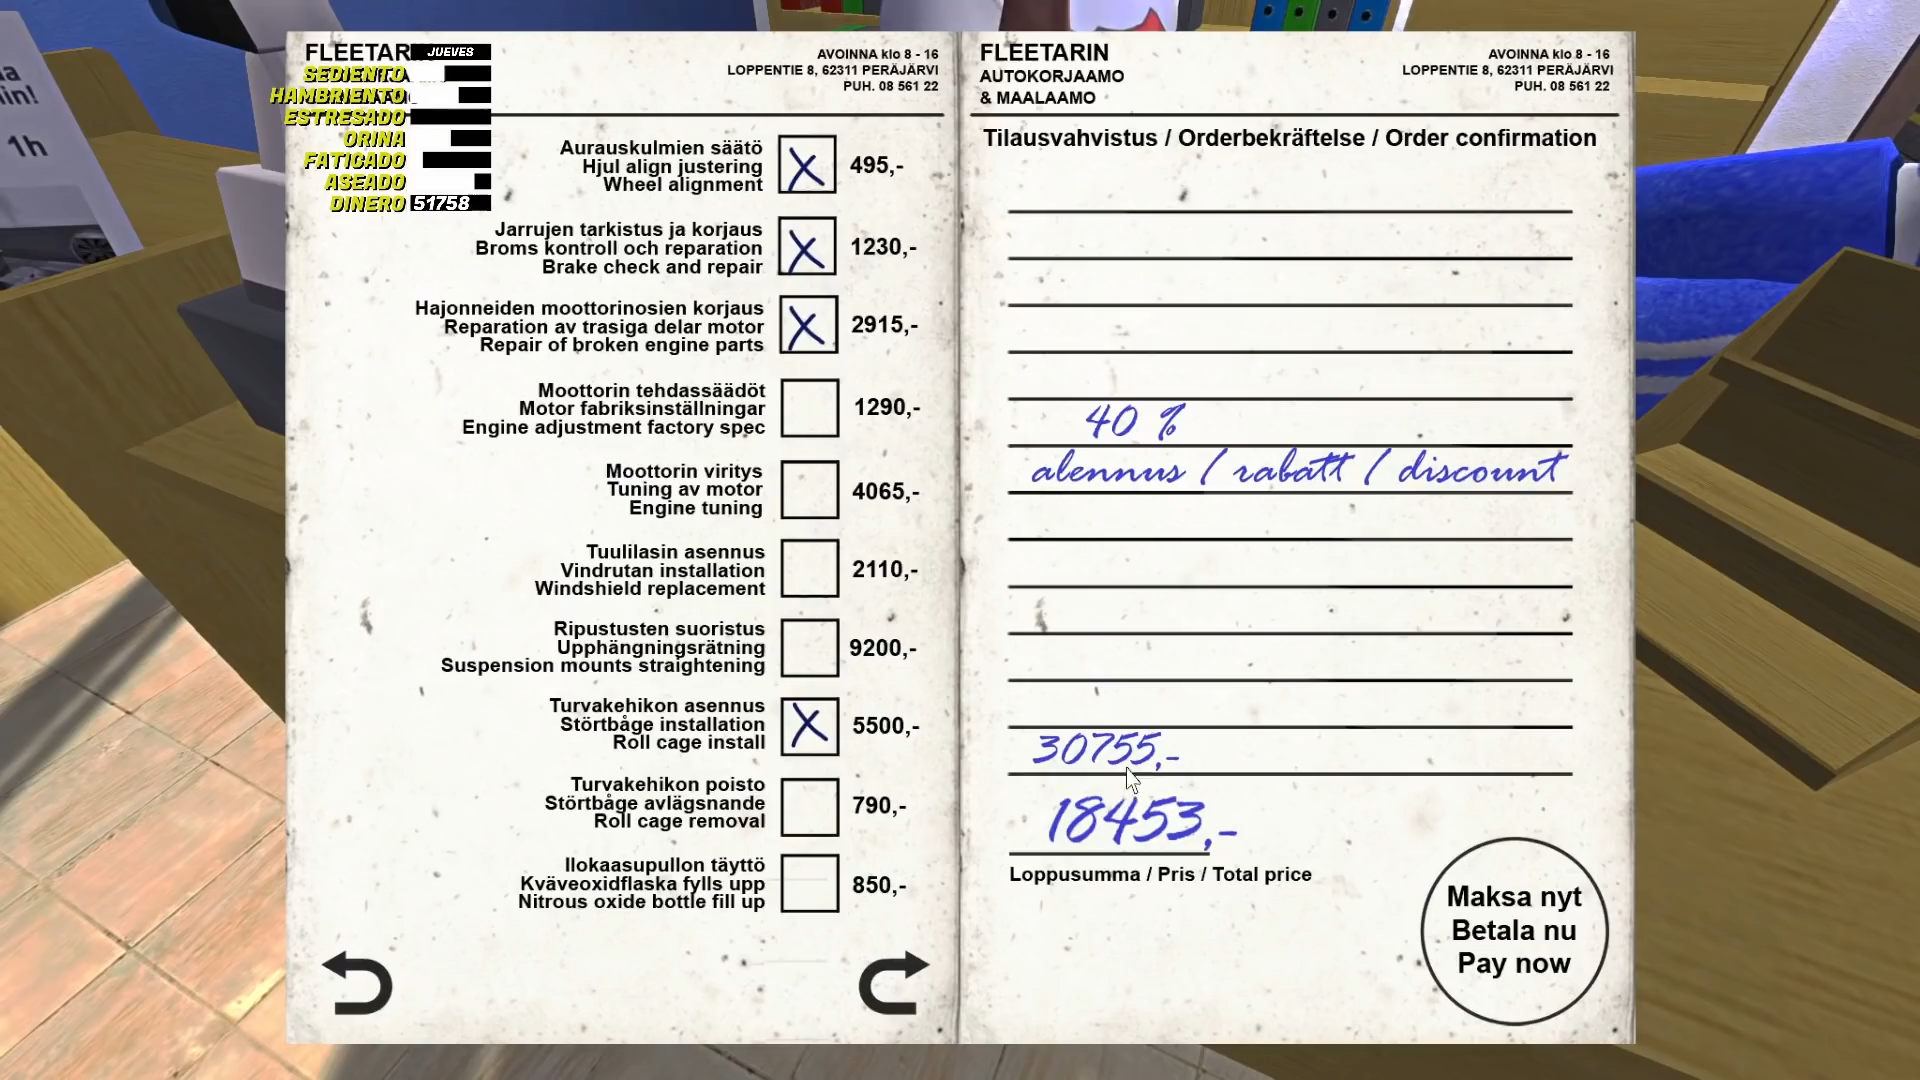 FLEETAR
JUEVES
SEDIENTO
HAMBRIENTO
ESTRESADO
ORINA
FATIGADO
ASEADO
DINERO 51758
AVOINNA klo 8 - 16
LOPPENTIE 8, 62311 PERÄJÄRVI
PUH. 08 561 22
Aurauskulmien säätö
Hjul align justering
Wheel alignment
X 495,-
Jarrujen tarkistus ja korjaus
Broms kontroll och reparation
Brake check and repair
X 1230,-
Hajonneiden moottorinosien korjaus
Reparation av trasiga delar motor
Repair of broken engine parts
X 2915,-
Moottorin tehdassäädöt
Motor fabriksinställningar
Engine adjustment factory spec
1290,-
Moottorin viritys
Tuning av motor
Engine tuning
4065,-
Tuulilasin asennus
Vindrutan installation
Windshield replacement
2110,-
Ripustusten suoristus
Upphängningsrätning
Suspension mounts straightening
9200,-
Turvakehikon asennus
Störtbåge installation
Roll cage install
X 5500,-
Turvakehikon poisto
Störtbåge avlägsnande
Roll cage removal
790,-
Ilokaasupullon täyttö
Kväveoxidflaska fylls upp
Nitrous oxide bottle fill up
850,-
FLEETARIN
AUTOKORJAAMO
& MAALAAMO
AVOINNA klo 8 - 16
LOPPENTIE 8, 62311 PERÄJÄRVI
PUH. 08 561 22
Tilausvahvistus / Orderbekräftelse / Order confirmation
40 %
alennus / rabatt / discount
30755,-
18453,-
Loppusumma / Pris / Total price
Maksa nyt
Betala nu
Pay now
1h